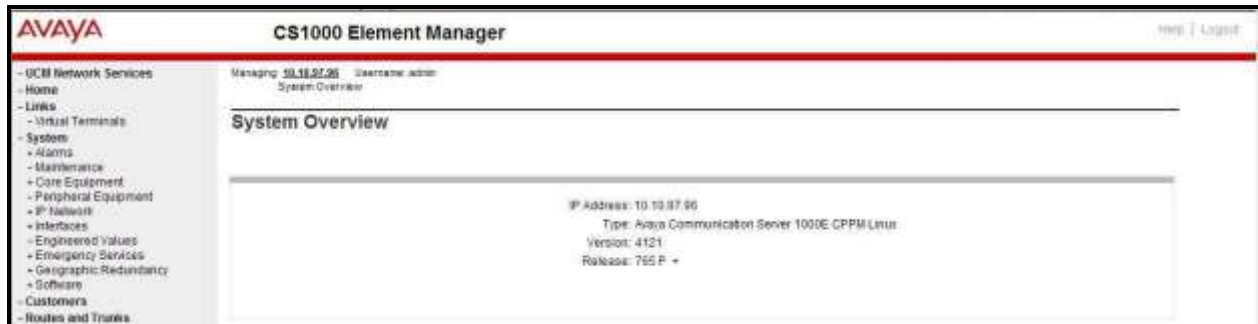 AVAYA
CS1000 Element Manager
Help | Logout
- UCM Network Services
- Home
- Links
- Virtual Terminals
- System
+ Alarms
- Maintenance
+ Core Equipment
- Peripheral Equipment
+ IP Network
+ Interfaces
- Engineered Values
+ Emergency Services
+ Geographic Redundancy
+ Software
- Customers
- Routes and Trunks
Managing: 10.10.97.96 Username: admin
System Overview
System Overview
IP Address: 10.10.97.96
Type: Avaya Communication Server 1000E CPPM Linux
Version: 4121
Release: 765 P +